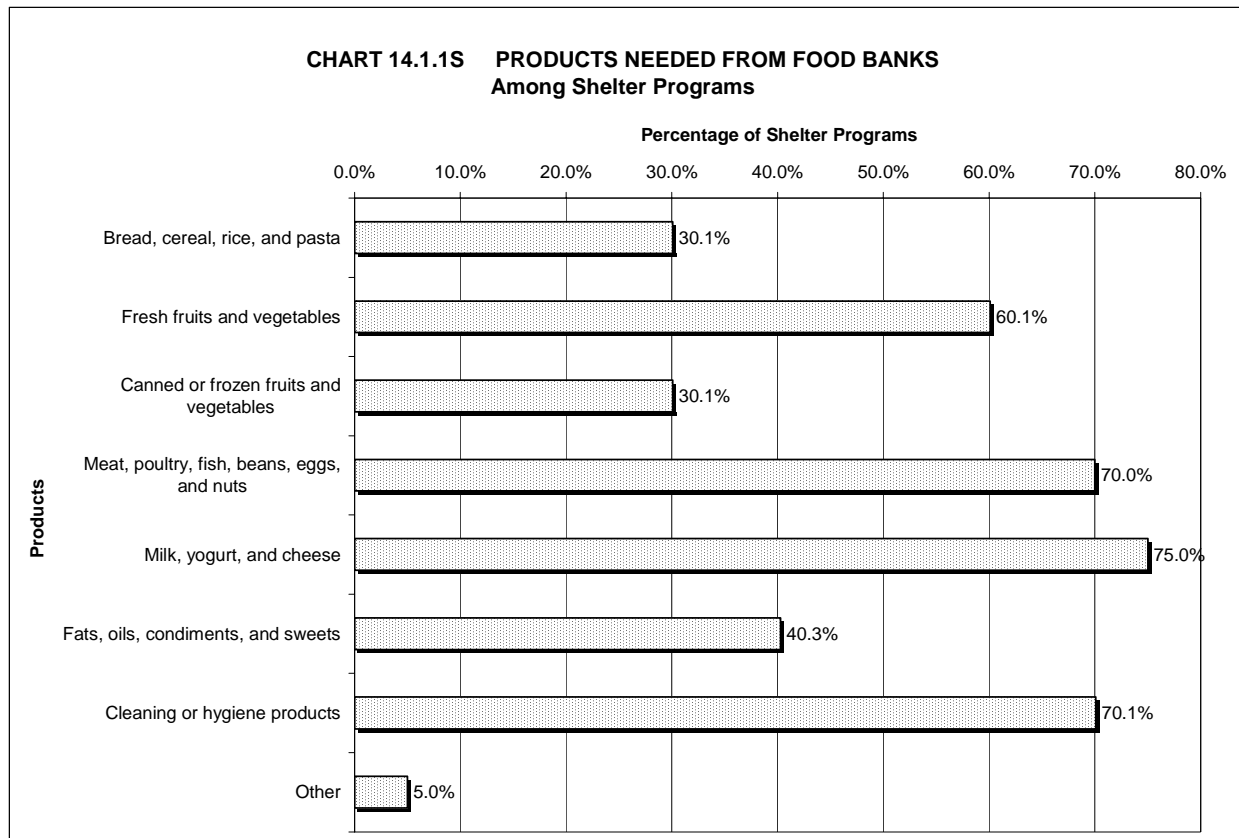 CHART 14.1.1S PRODUCTS NEEDED FROM FOOD BANKS
Among Shelter Programs
Percentage of Shelter Programs
0.0% 10.0% 20.0% 30.0% 40.0% 50.0% 60.0% 70.0% 80.0%
Products
Bread, cereal, rice, and pasta 30.1%
Fresh fruits and vegetables 60.1%
Canned or frozen fruits and
vegetables 30.1%
Meat, poultry, fish, beans, eggs,
and nuts 70.0%
Milk, yogurt, and cheese 75.0%
Fats, oils, condiments, and sweets 40.3%
Cleaning or hygiene products 70.1%
Other 5.0%